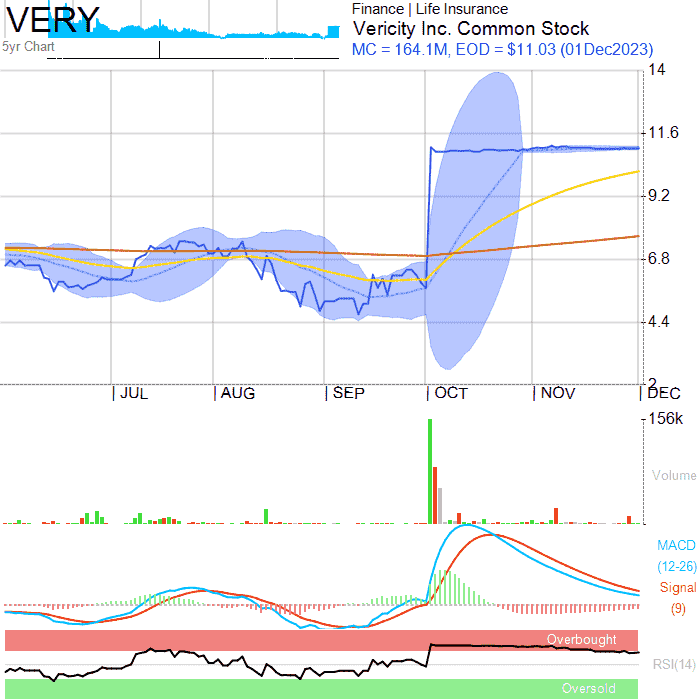 VERY
5yr Chart
Finance | Life Insurance
Vericity Inc. Common Stock
MC = 164.1M, EOD = $11.03 (01Dec2023)
14
11.6
9.2
6.8
4.4
2
JUL AUG SEP OCT NOV DEC
156k
Volume
MACD
(12-26)
Signal
(9)
Overbought
RSI(14)
Oversold